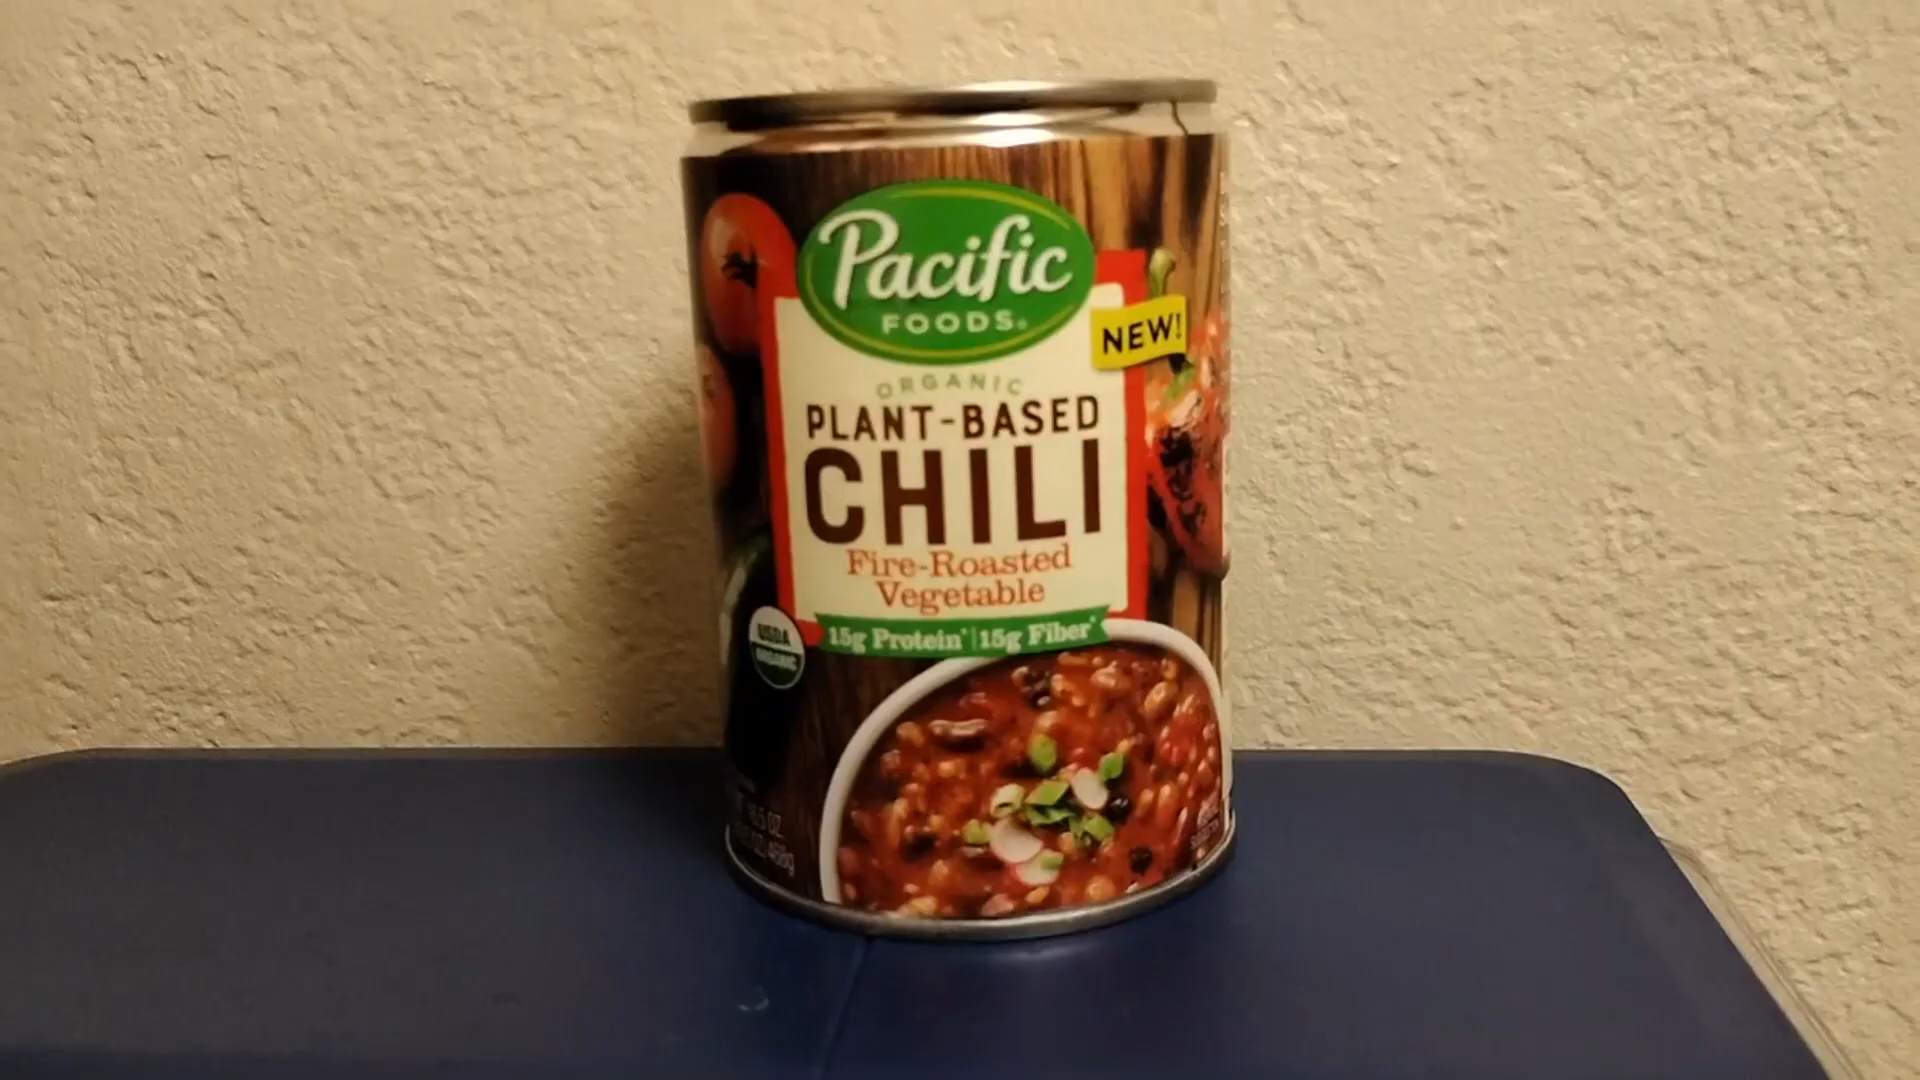 Pacific
FOODS®
NEW!
ORGANIC
PLANT-BASED
CHILI
Fire-Roasted
Vegetable
15g Protein* | 15g Fiber*
USDA
ORGANIC